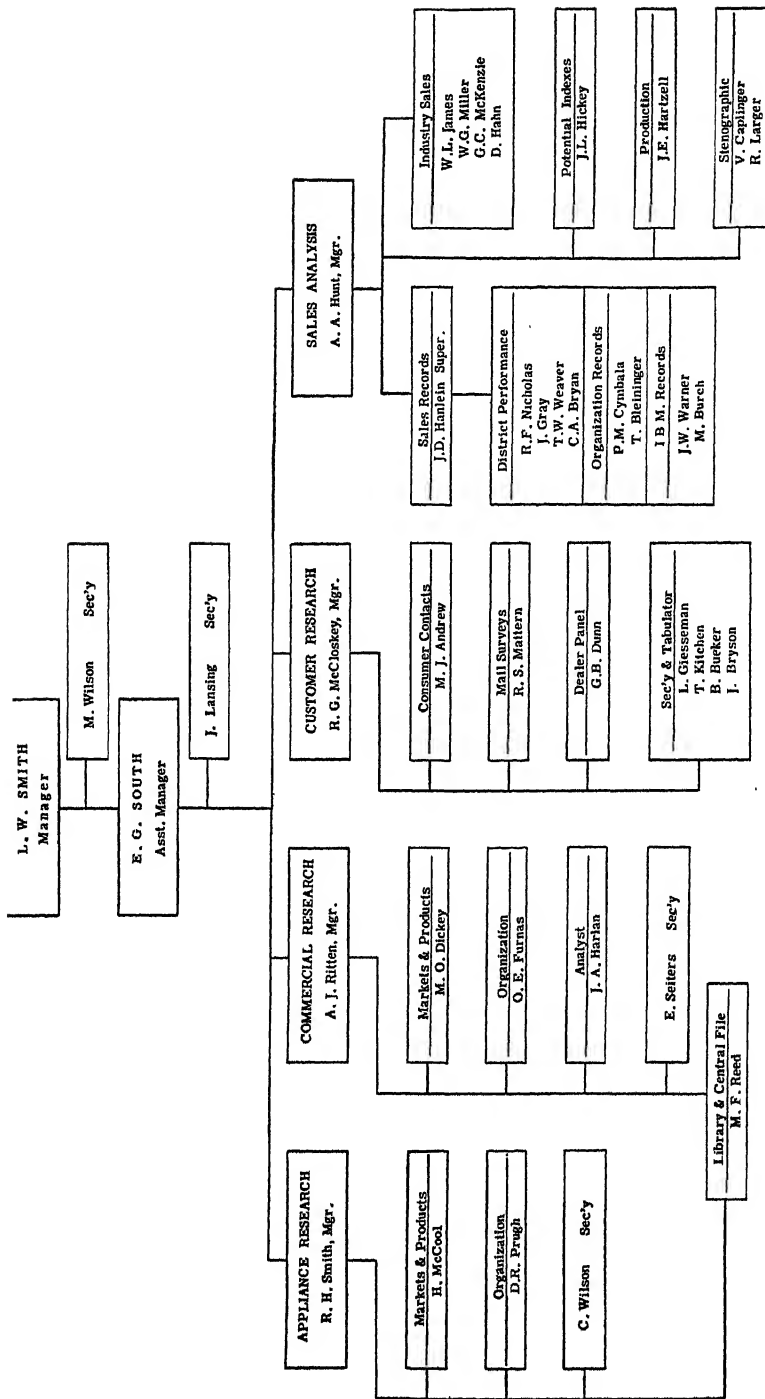 L. W. SMITH
Manager
M. Wilson Sec'y
E. G. SOUTH
Asst. Manager
J. Lansing Sec'y
APPLIANCE RESEARCH
R. H. Smith, Mgr.
Markets & Products
H. McCool
Organization
D.R. Prugh
C. Wilson Sec'y
COMMERCIAL RESEARCH
A. J. Ritten, Mgr.
Markets & Products
M. O. Dickey
Organization
O. E. Furnas
Analyst
J. A. Harlan
E. Seiters Sec'y
Library & Central File
M. F. Reed
CUSTOMER RESEARCH
R. G. McCloskey, Mgr.
Consumer Contacts
M. J. Andrew
Mail Surveys
R. S. Mattern
Dealer Panel
G.B. Dunn
Sec'y & Tabulator
L. Giesseman
T. Kitchen
B. Bueker
J. Bryson
SALES ANALYSIS
A. A. Hunt, Mgr.
Sales Records
J.D. Hanlein Super.
District Performance
R.F. Nicholas
J. Gray
T.W. Weaver
C.A. Bryan
Organization Records
P.M. Cymbala
T. Bleininger
I B M. Records
J.W. Warner
M. Burch
Industry Sales
W.L. James
W.G. Miller
G.C. McKenzie
D. Hahn
Potential Indexes
J.L. Hickey
Production
J.E. Hartzell
Stenographic
V. Caplinger
R. Larger